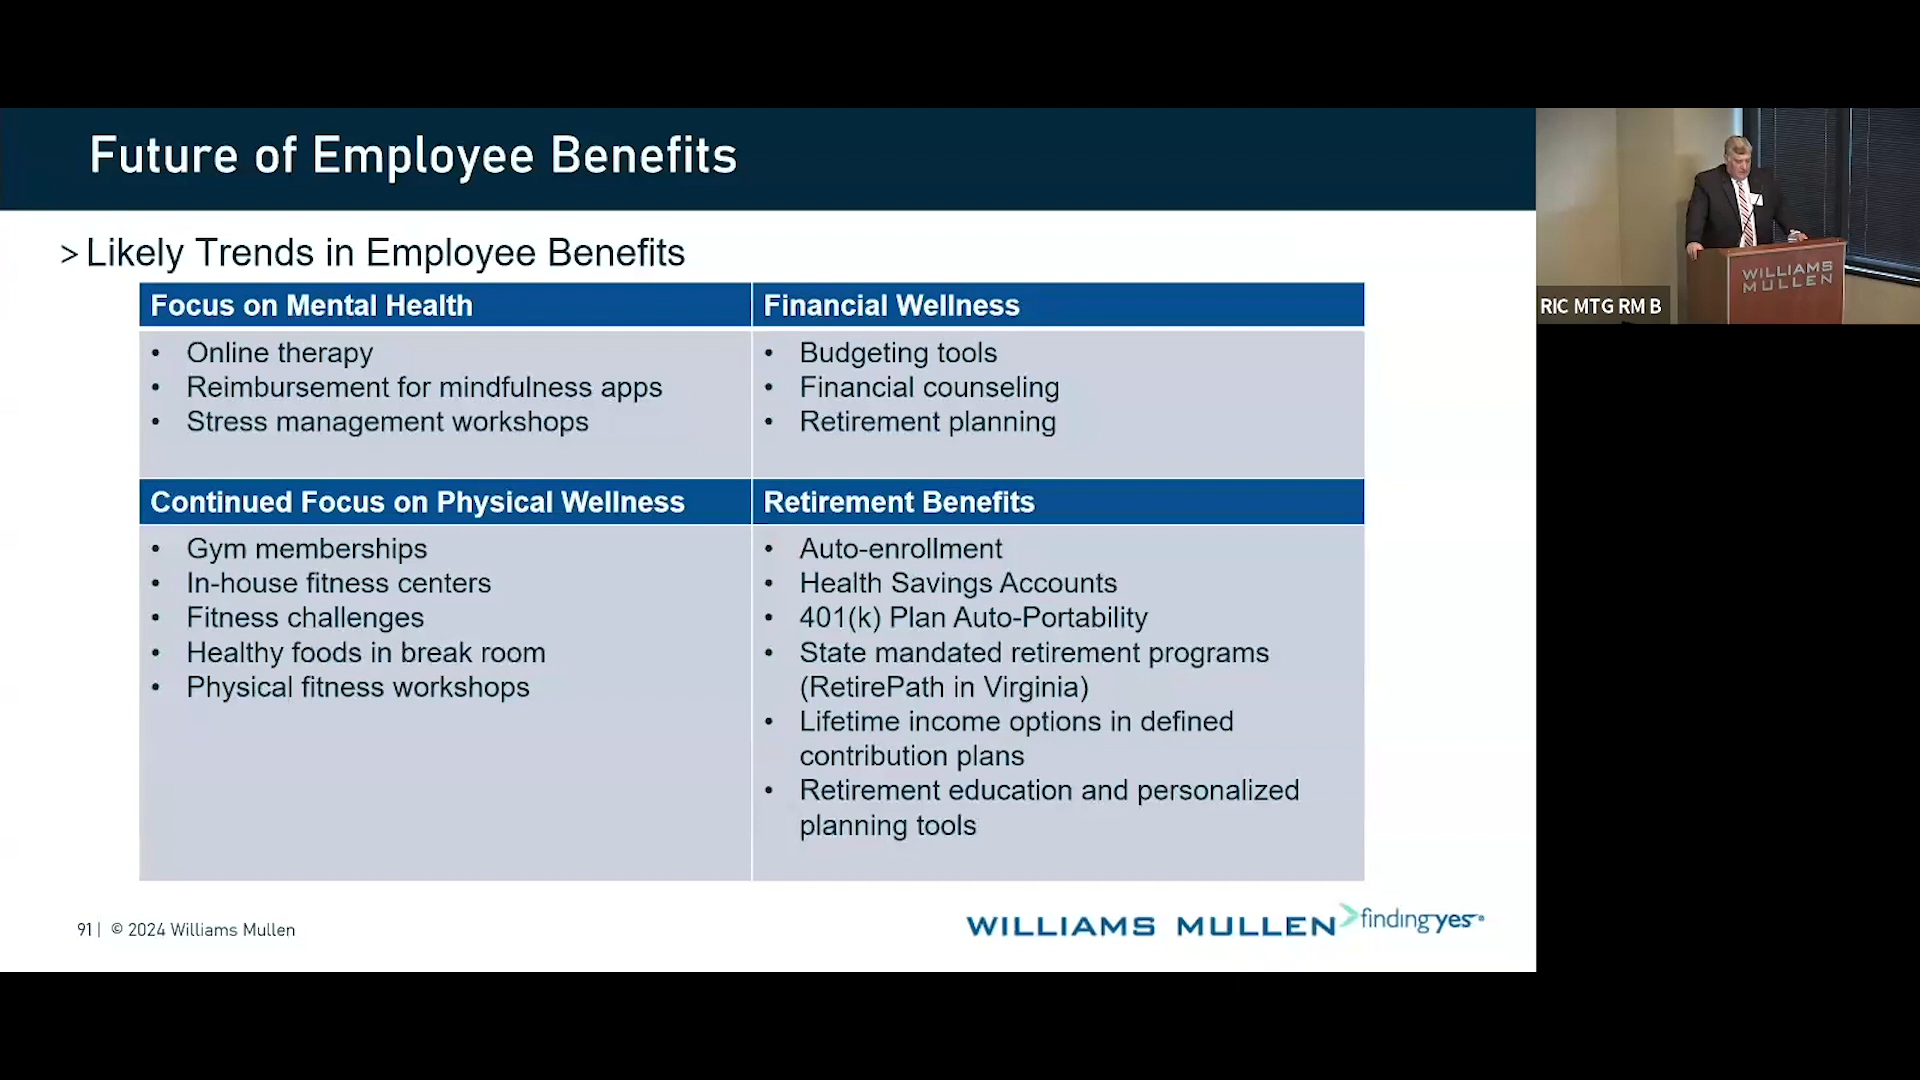 Future of Employee Benefits
> Likely Trends in Employee Benefits
Focus on Mental Health
• Online therapy
• Reimbursement for mindfulness apps
• Stress management workshops
Financial Wellness
• Budgeting tools
• Financial counseling
• Retirement planning
Continued Focus on Physical Wellness
• Gym memberships
• In-house fitness centers
• Fitness challenges
• Healthy foods in break room
• Physical fitness workshops
Retirement Benefits
• Auto-enrollment
• Health Savings Accounts
• 401(k) Plan Auto-Portability
• State mandated retirement programs
(RetirePath in Virginia)
• Lifetime income options in defined
contribution plans
• Retirement education and personalized
planning tools
91 | © 2024 Williams Mullen
WILLIAMS MULLEN findingyes®
WILLIAMS
MULLEN
RIC MTG RM B